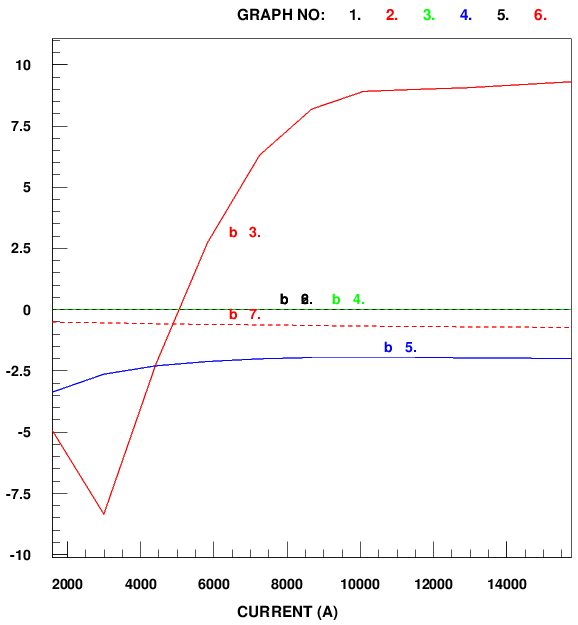 GRAPH NO: 1. 2. 3. 4. 5. 6.
10
7.5
5
2.5
b 3.
b b 4.
0
b 7.
b 5.
-2.5
-5
-7.5
-10
2000 4000 6000 8000 10000 12000 14000
CURRENT (A)